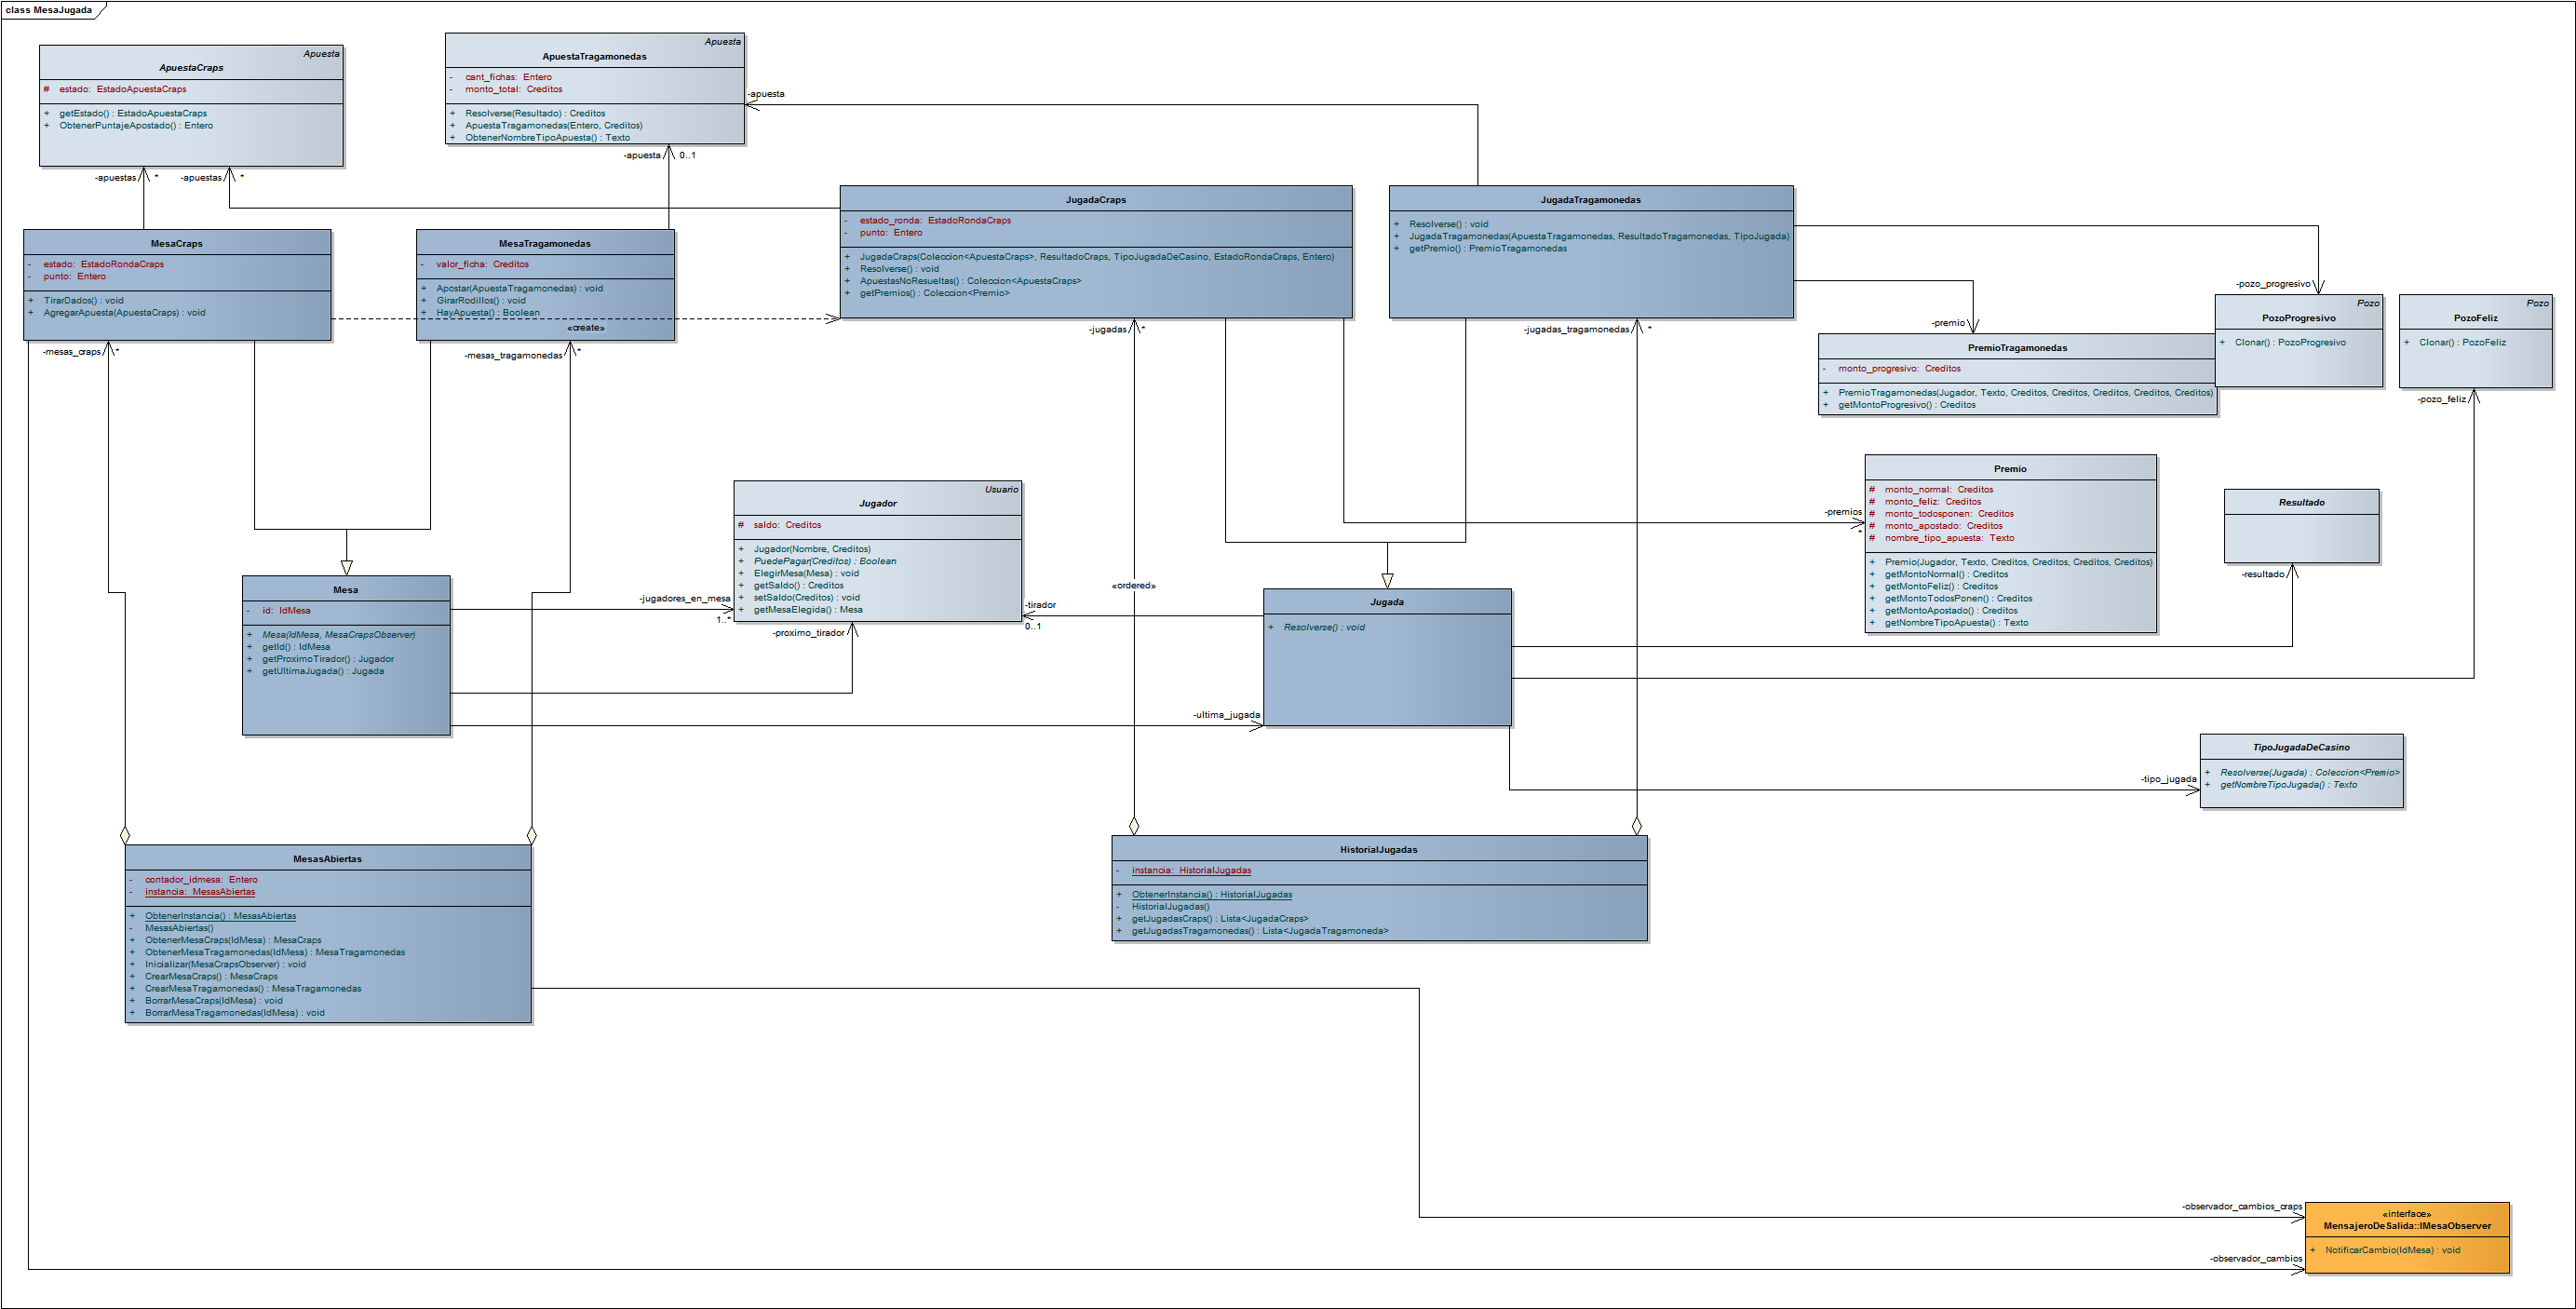 class MesaJugada
Apuesta
ApuestaCraps
# estado: EstadoApuestaCraps
+ getEstado() : EstadoApuestaCraps
+ ObtenerPuntajeApostado() : Entero
Apuesta
ApuestaTragamonedas
- cant_fichas: Entero
- monto_total: Creditos
+ Resolverse(Resultado) : Creditos
+ ApuestaTragamonedas(Entero, Creditos)
+ ObtenerNombreTipoApuesta() : Texto
-apuesta
-apuesta 0..1
-apuestas *
-apuestas *
MesaCraps
- estado: EstadoRondaCraps
- punto: Entero
+ TirarDados() : void
+ AgregarApuesta(ApuestaCraps) : void
MesaTragamonedas
- valor_ficha: Creditos
+ Apostar(ApuestaTragamonedas) : void
+ GirarRodillos() : void
+ HayApuesta() : Boolean
«create»
JugadaCraps
- estado_ronda: EstadoRondaCraps
- punto: Entero
+ JugadaCraps(Coleccion<ApuestaCraps>, ResultadoCraps, TipoJugadaDeCasino, EstadoRondaCraps, Entero)
+ Resolverse() : void
+ ApuestasNoResueltas() : Coleccion<ApuestaCraps>
+ getPremios() : Coleccion<Premio>
JugadaTragamonedas
+ Resolverse() : void
+ JugadaTragamonedas(ApuestaTragamonedas, ResultadoTragamonedas, TipoJugada)
+ getPremio() : PremioTragamonedas
-pozo_progresivo
Pozo
PozoProgresivo
+ Clonar() : PozoProgresivo
Pozo
PozoFeliz
+ Clonar() : PozoFeliz
-premio
PremioTragamonedas
- monto_progresivo: Creditos
+ PremioTragamonedas(Jugador, Texto, Creditos, Creditos, Creditos, Creditos, Creditos)
+ getMontoProgresivo() : Creditos
-mesas_craps *
-mesas_tragamonedas *
-jugadas *
-jugadas_tragamonedas *
-pozo_feliz
Usuario
Jugador
# saldo: Creditos
+ Jugador(Nombre, Creditos)
+ PuedePagar(Creditos) : Boolean
+ ElegirMesa(Mesa) : void
+ getSaldo() : Creditos
+ setSaldo(Creditos) : void
+ getMesaElegida() : Mesa
-premios
*
Premio
# monto_normal: Creditos
# monto_feliz: Creditos
# monto_todosponen: Creditos
# monto_apostado: Creditos
# nombre_tipo_apuesta: Texto
+ Premio(Jugador, Texto, Creditos, Creditos, Creditos, Creditos)
+ getMontoNormal() : Creditos
+ getMontoFeliz() : Creditos
+ getMontoTodosPonen() : Creditos
+ getMontoApostado() : Creditos
+ getNombreTipoApuesta() : Texto
Resultado
-resultado
«ordered»
Mesa
- id: IdMesa
+ Mesa(IdMesa, MesaCrapsObserver)
+ getId() : IdMesa
+ getProximoTirador() : Jugador
+ getUltimaJugada() : Jugada
-jugadores_en_mesa
1..*
-proximo_tirador
-tirador
0..1
Jugada
+ Resolverse() : void
-ultima_jugada
-tipo_jugada
TipoJugadaDeCasino
+ Resolverse(Jugada) : Coleccion<Premio>
+ getNombreTipoJugada() : Texto
MesasAbiertas
- contador_idmesa: Entero
- instancia: MesasAbiertas
+ ObtenerInstancia() : MesasAbiertas
- MesasAbiertas()
+ ObtenerMesaCraps(IdMesa) : MesaCraps
+ ObtenerMesaTragamonedas(IdMesa) : MesaTragamonedas
+ Inicializar(MesaCrapsObserver) : void
+ CrearMesaCraps() : MesaCraps
+ CrearMesaTragamonedas() : MesaTragamonedas
+ BorrarMesaCraps(IdMesa) : void
+ BorrarMesaTragamonedas(IdMesa) : void
HistorialJugadas
- instancia: HistorialJugadas
+ ObtenerInstancia() : HistorialJugadas
- HistorialJugadas()
+ getJugadasCraps() : Lista<JugadaCraps>
+ getJugadasTragamonedas() : Lista<JugadaTragamoneda>
-observador_cambios_craps
-observador_cambios
«interface»
MensajeroDeSalida::IMesaObserver
+ NotificarCambio(IdMesa) : void